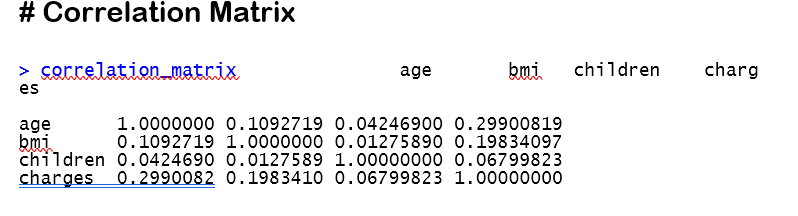 # Correlation Matrix
> correlation_matrix age bmi children charg
es
age 1.0000000 0.1092719 0.04246900 0.29900819
bmi 0.1092719 1.0000000 0.01275890 0.19834097
children 0.0424690 0.0127589 1.00000000 0.06799823
charges 0.2990082 0.1983410 0.06799823 1.00000000